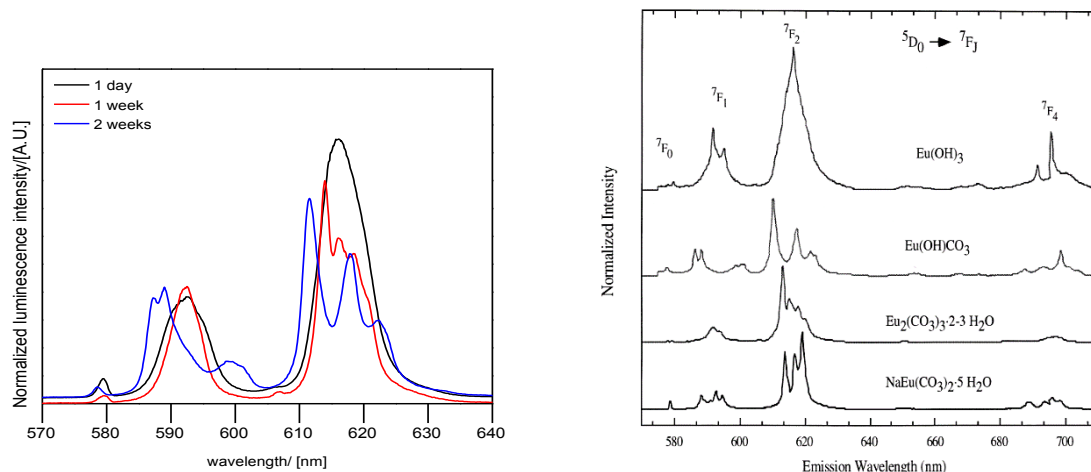 Normalized luminescence intensity/[A.U.]
1 day
1 week
2 weeks
570 580 590 600 610 620 630 640
wavelength/ [nm]
Normalized Intensity
⁷F₂
⁵D₀ → ⁷F_J
⁷F₁
⁷F₄
⁷F₀
Eu(OH)₃
Eu(OH)CO₃
Eu₂(CO₃)₃·2-3 H₂O
NaEu(CO₃)₂·5 H₂O
580 600 620 640 660 680 700
Emission Wavelength (nm)